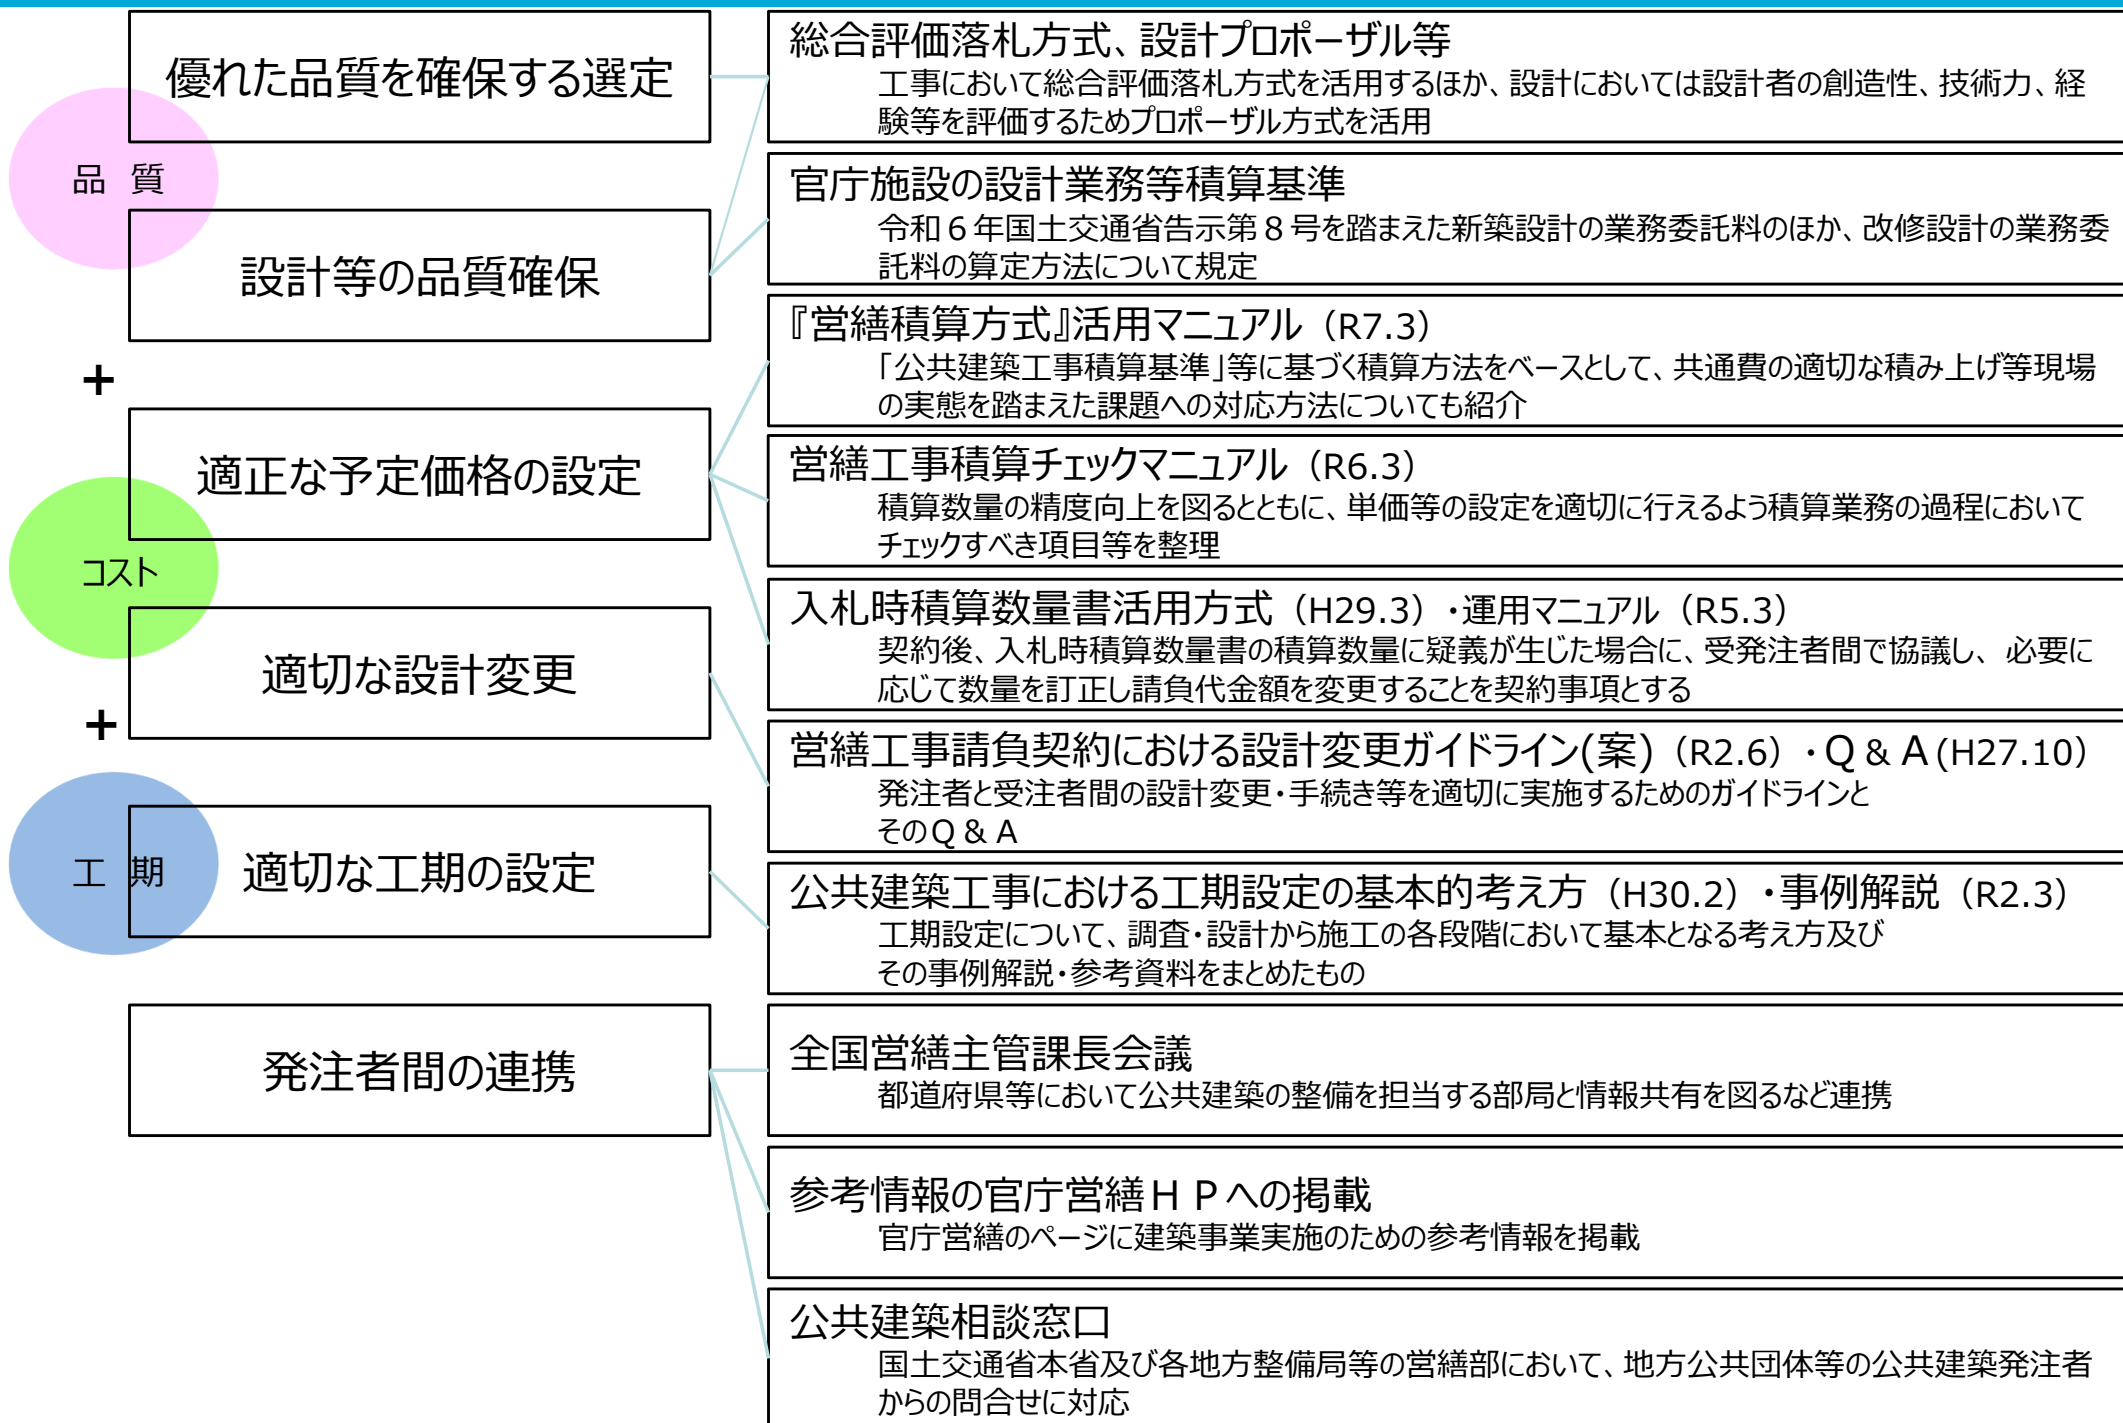 優れた品質を確保する選定
品 質
設計等の品質確保
+
適正な予定価格の設定
コスト
適切な設計変更
+
工 期
適切な工期の設定
発注者間の連携
総合評価落札方式、設計プロポーザル等
工事において総合評価落札方式を活用するほか、設計においては設計者の創造性、技術力、経
験等を評価するためプロポーザル方式を活用
官庁施設の設計業務等積算基準
令和６年国土交通省告示第８号を踏まえた新築設計の業務委託料のほか、改修設計の業務委
託料の算定方法について規定
『営繕積算方式』活用マニュアル（R7.3）
「公共建築工事積算基準」等に基づく積算方法をベースとして、共通費の適切な積み上げ等現場
の実態を踏まえた課題への対応方法についても紹介
営繕工事積算チェックマニュアル（R6.3）
積算数量の精度向上を図るとともに、単価等の設定を適切に行えるよう積算業務の過程において
チェックすべき項目等を整理
入札時積算数量書活用方式（H29.3）・運用マニュアル（R5.3）
契約後、入札時積算数量書の積算数量に疑義が生じた場合に、受発注者間で協議し、必要に
応じて数量を訂正し請負代金額を変更することを契約事項とする
営繕工事請負契約における設計変更ガイドライン(案)（R2.6）・Ｑ＆Ａ(H27.10）
発注者と受注者間の設計変更・手続き等を適切に実施するためのガイドラインと
そのＱ＆Ａ
公共建築工事における工期設定の基本的考え方（H30.2）・事例解説（R2.3）
工期設定について、調査・設計から施工の各段階において基本となる考え方及び
その事例解説・参考資料をまとめたもの
全国営繕主管課長会議
都道府県等において公共建築の整備を担当する部局と情報共有を図るなど連携
参考情報の官庁営繕ＨＰへの掲載
官庁営繕のページに建築事業実施のための参考情報を掲載
公共建築相談窓口
国土交通省本省及び各地方整備局等の営繕部において、地方公共団体等の公共建築発注者
からの問合せに対応